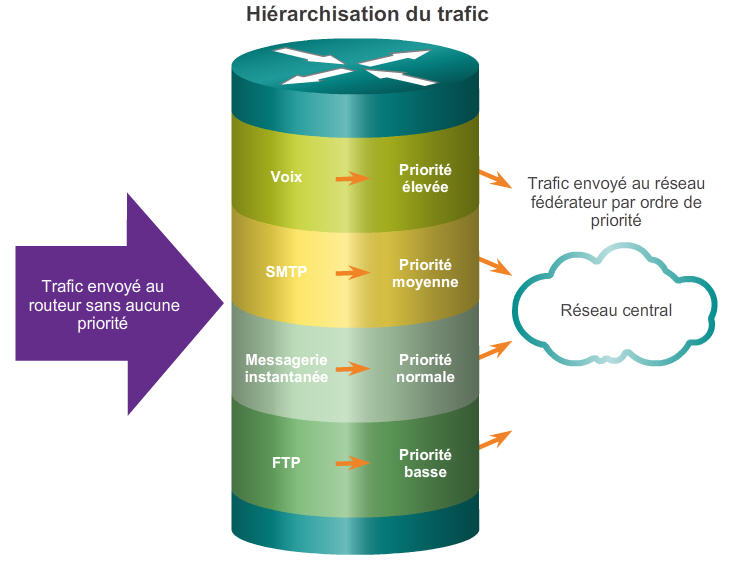 Hiérarchisation du trafic
Trafic envoyé au
routeur sans aucune
priorité
Voix
Priorité
élevée
SMTP
Priorité
moyenne
Messagerie
instantanée
Priorité
normale
FTP
Priorité
basse
Trafic envoyé au réseau
fédérateur par ordre de
priorité
Réseau central